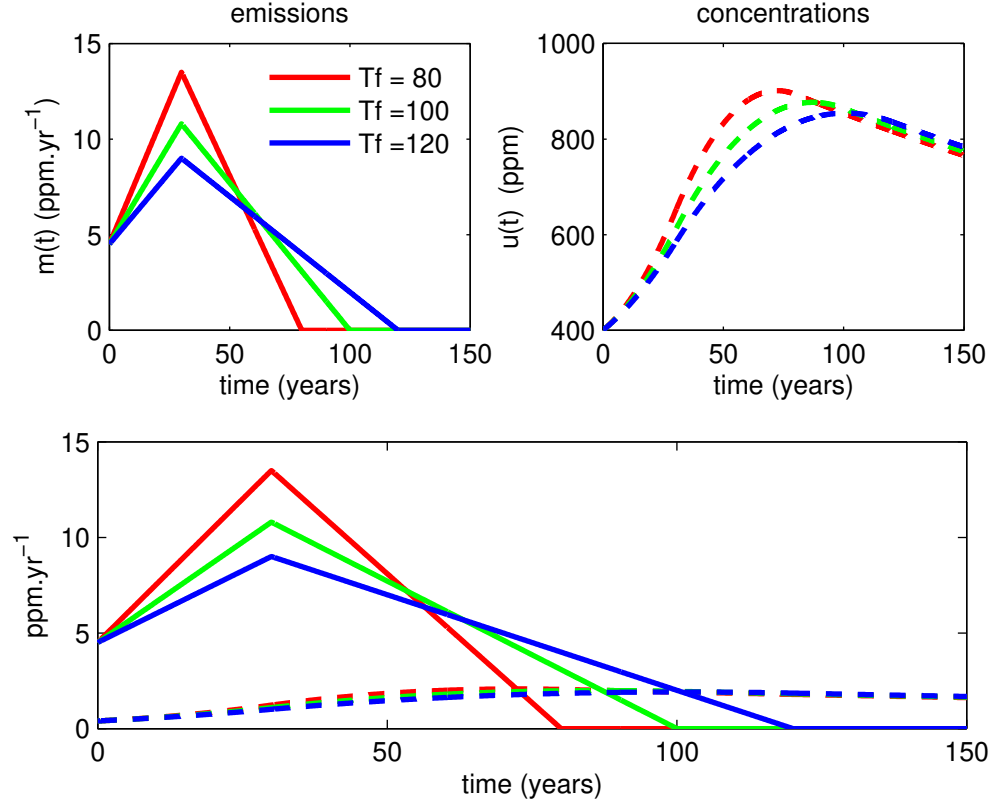 emissions
15
10
5
0
0
50
100
150
m(t) (ppm.yr−1)
time (years)
Tf = 80
Tf =100
Tf =120
concentrations
1000
800
600
400
0
50
100
150
u(t) (ppm)
time (years)
15
10
5
0
0
50
100
150
ppm.yr−1
time (years)